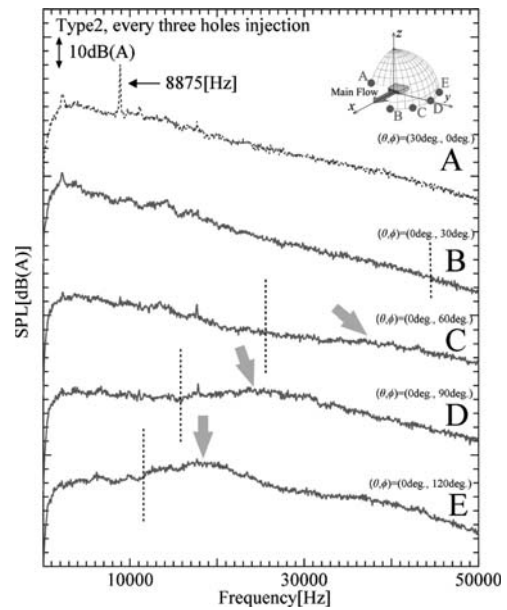 Type2, every three holes injection
10dB(A)
8875[Hz]
z
A
E
Main Flow
y
x
D
B
C
(θ,ϕ)=(30deg., 0deg.)
A
(θ,ϕ)=(0deg., 30deg.)
B
(θ,ϕ)=(0deg., 60deg.)
C
(θ,ϕ)=(0deg., 90deg.)
D
(θ,ϕ)=(0deg., 120deg.)
E
SPL[dB(A)]
10000 30000 50000
Frequency[Hz]